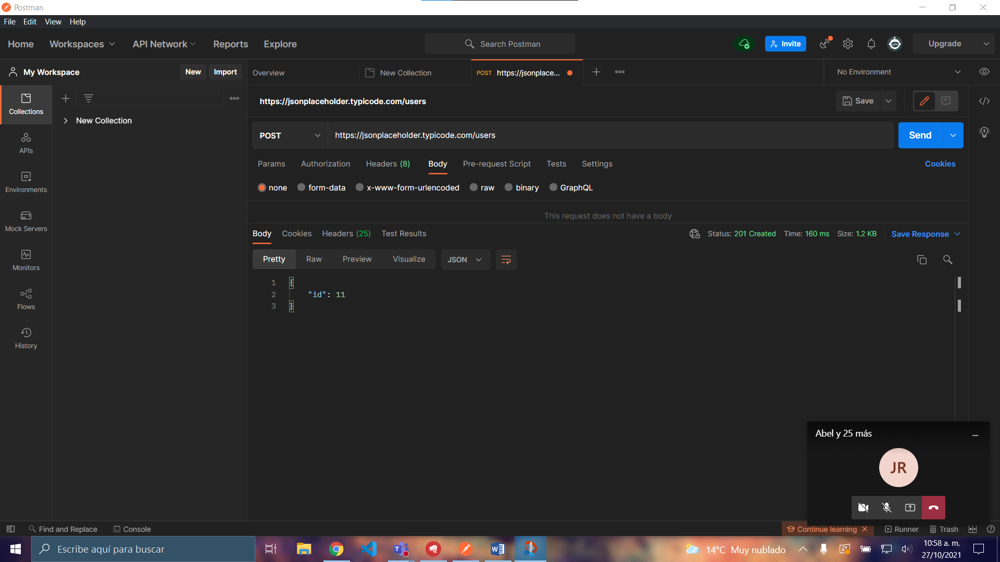 Postman
File Edit View Help
Home Workspaces API Network Reports Explore Search Postman Invite Upgrade
My Workspace New Import Overview New Collection POST https://jsonplace... No Environment
Collections
New Collection
APIs
Environments
Mock Servers
Monitors
Flows
History
https://jsonplaceholder.typicode.com/users Save
POST https://jsonplaceholder.typicode.com/users Send
Params Authorization Headers (8) Body Pre-request Script Tests Settings Cookies
none form-data x-www-form-urlencoded raw binary GraphQL
This request does not have a body
Body Cookies Headers (25) Test Results Status: 201 Created Time: 160 ms Size: 1.2 KB Save Response
Pretty Raw Preview Visualize JSON
1 {
2 "id": 11
3 }
Abel y 25 más
JR
Find and Replace Console Continue learning Runner Trash
Escribe aquí para buscar 14°C Muy nublado 10:58 a. m.
27/10/2021